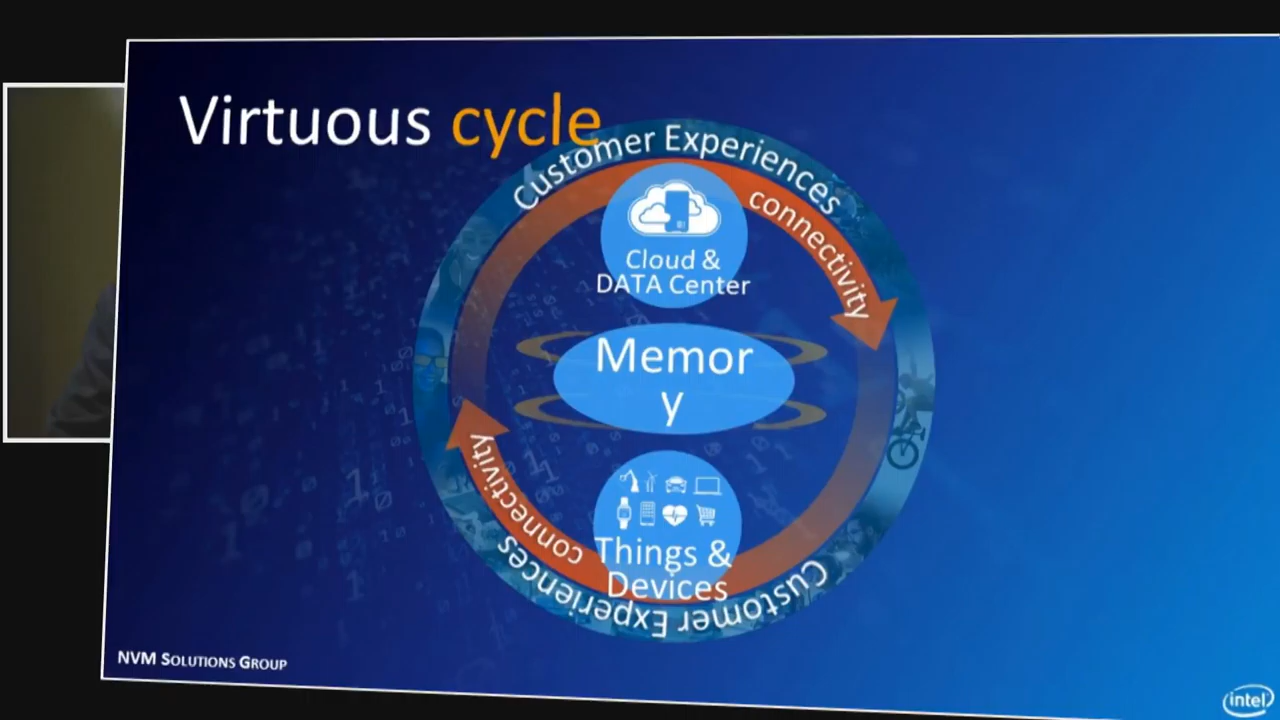 Virtuous cycle
Customer Experiences
connectivity
Cloud &
DATA Center
Memor
y
connectivity
Things &
Devices
Customer Experiences
NVM SOLUTIONS GROUP
intel